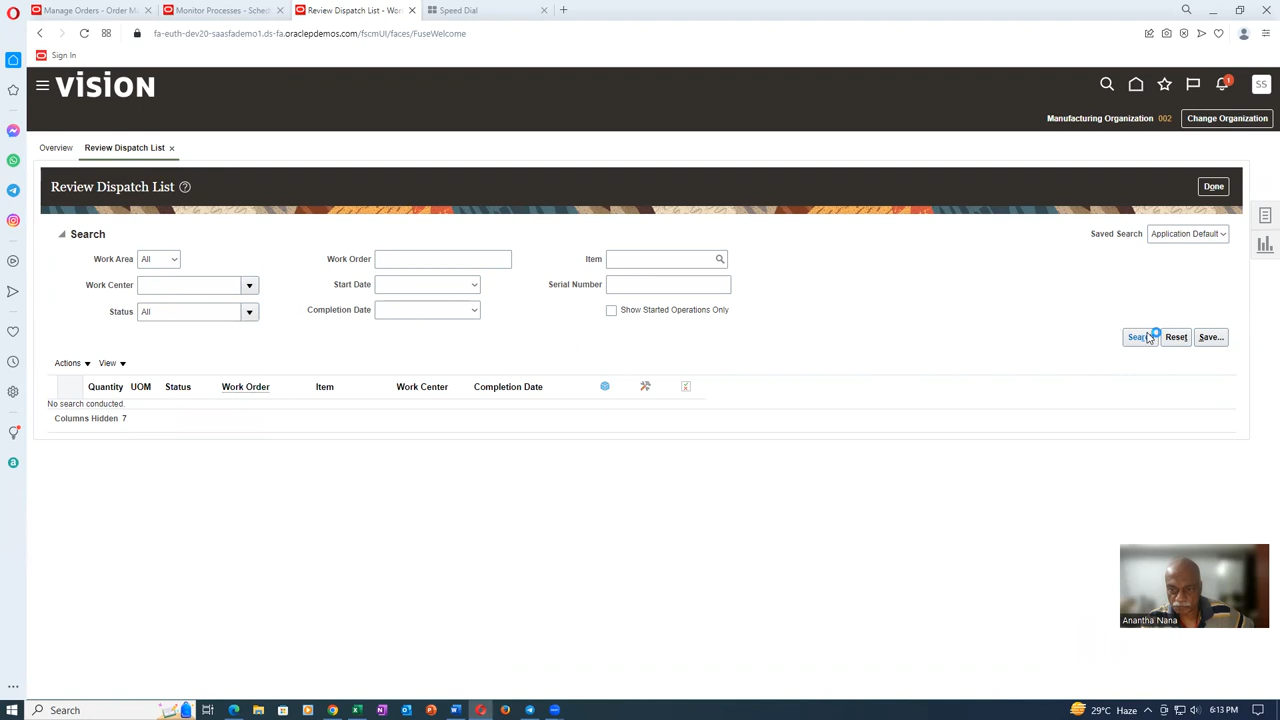 Manage Orders - Order Ma
Monitor Processes - Sched
Review Dispatch List - Wor
Speed Dial
fa-euth-dev20-saasfademo1.ds-fa.oraclepdemos.com/fscmUI/faces/FuseWelcome
Sign In
VISION
1
SS
Manufacturing Organization 002
Change Organization
Overview
Review Dispatch List
Review Dispatch List
Done
Search
Saved Search
Application Default
Work Area
All
Work Order
Item
Work Center
Start Date
Serial Number
Status
All
Completion Date
Show Started Operations Only
Search
Reset
Save...
Actions
View
Quantity
UOM
Status
Work Order
Item
Work Center
Completion Date
No search conducted.
Columns Hidden 7
Anantha Nana
Search
29°C Haze
6:13 PM